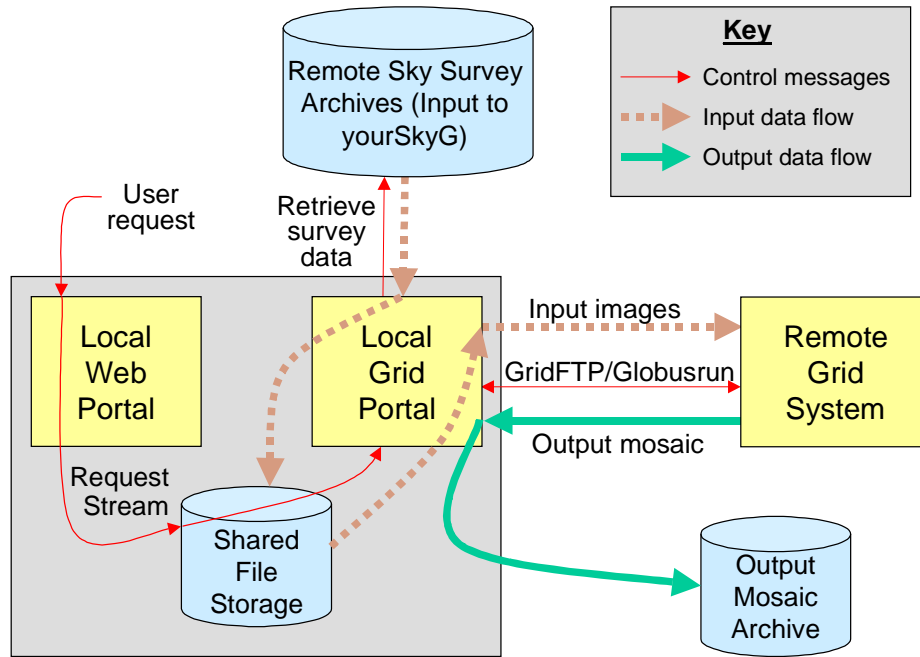 Remote Sky Survey
Archives (Input to
yourSkyG)
Key
Control messages
Input data flow
Output data flow
User
request
Retrieve
survey
data
Local
Web
Portal
Local
Grid
Portal
Input images
GridFTP/Globusrun
Output mosaic
Remote
Grid
System
Request
Stream
Shared
File
Storage
Output
Mosaic
Archive